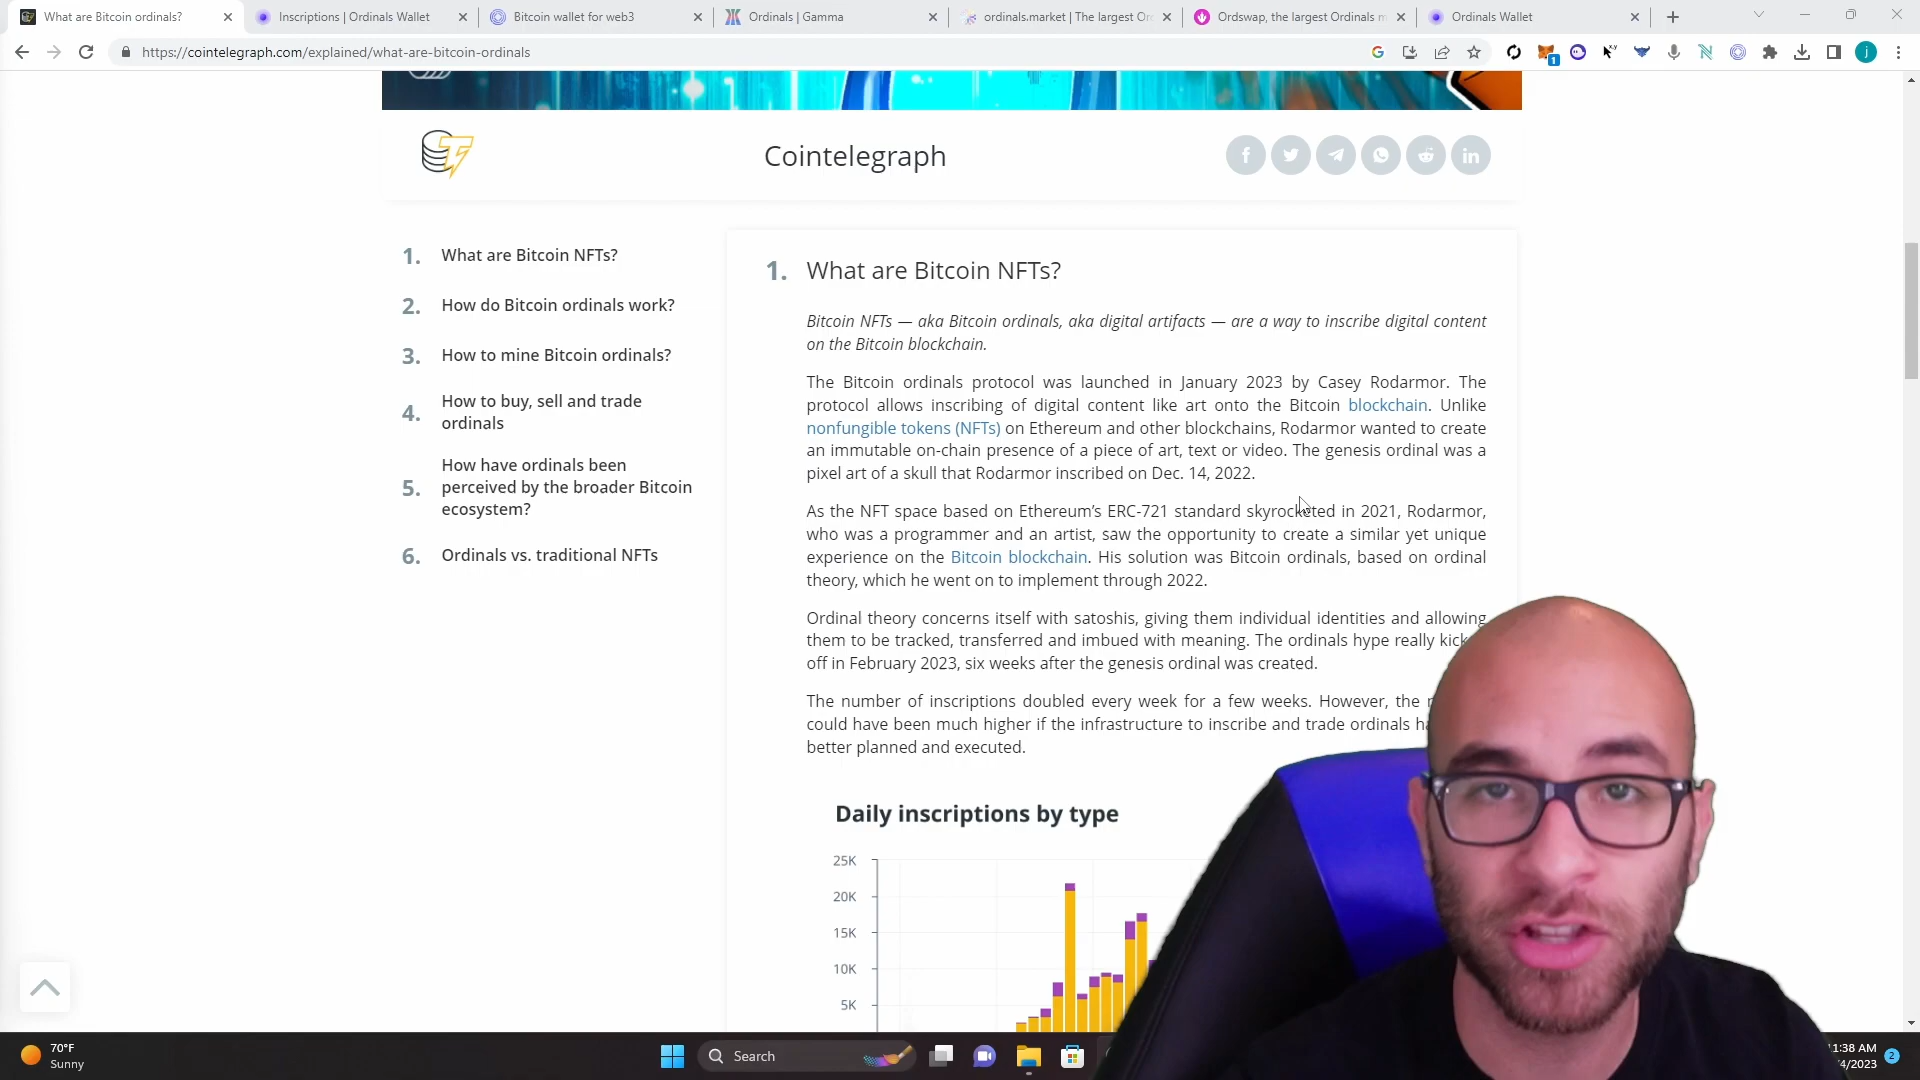 What are Bitcoin ordinals?
Inscriptions | Ordinals Wallet
Bitcoin wallet for web3
Ordinals | Gamma
ordinals.market | The largest Or
Ordswap, the largest Ordinals m
Ordinals Wallet
https://cointelegraph.com/explained/what-are-bitcoin-ordinals
Cointelegraph
1. What are Bitcoin NFTs?
2. How do Bitcoin ordinals work?
3. How to mine Bitcoin ordinals?
4. How to buy, sell and trade
ordinals
5. How have ordinals been
perceived by the broader Bitcoin
ecosystem?
6. Ordinals vs. traditional NFTs
1. What are Bitcoin NFTs?
Bitcoin NFTs — aka Bitcoin ordinals, aka digital artifacts — are a way to inscribe digital content
on the Bitcoin blockchain.
The Bitcoin ordinals protocol was launched in January 2023 by Casey Rodarmor. The
protocol allows inscribing of digital content like art onto the Bitcoin blockchain. Unlike
nonfungible tokens (NFTs) on Ethereum and other blockchains, Rodarmor wanted to create
an immutable on-chain presence of a piece of art, text or video. The genesis ordinal was a
pixel art of a skull that Rodarmor inscribed on Dec. 14, 2022.
As the NFT space based on Ethereum's ERC-721 standard skyrocketed in 2021, Rodarmor,
who was a programmer and an artist, saw the opportunity to create a similar yet unique
experience on the Bitcoin blockchain. His solution was Bitcoin ordinals, based on ordinal
theory, which he went on to implement through 2022.
Ordinal theory concerns itself with satoshis, giving them individual identities and allowing
them to be tracked, transferred and imbued with meaning. The ordinals hype really kick
off in February 2023, six weeks after the genesis ordinal was created.
The number of inscriptions doubled every week for a few weeks. However, the
could have been much higher if the infrastructure to inscribe and trade ordinals ha
better planned and executed.
Daily inscriptions by type
25K
20K
15K
10K
5K
70°F
Sunny
Search
1:38 AM
4/2023
1
j
2